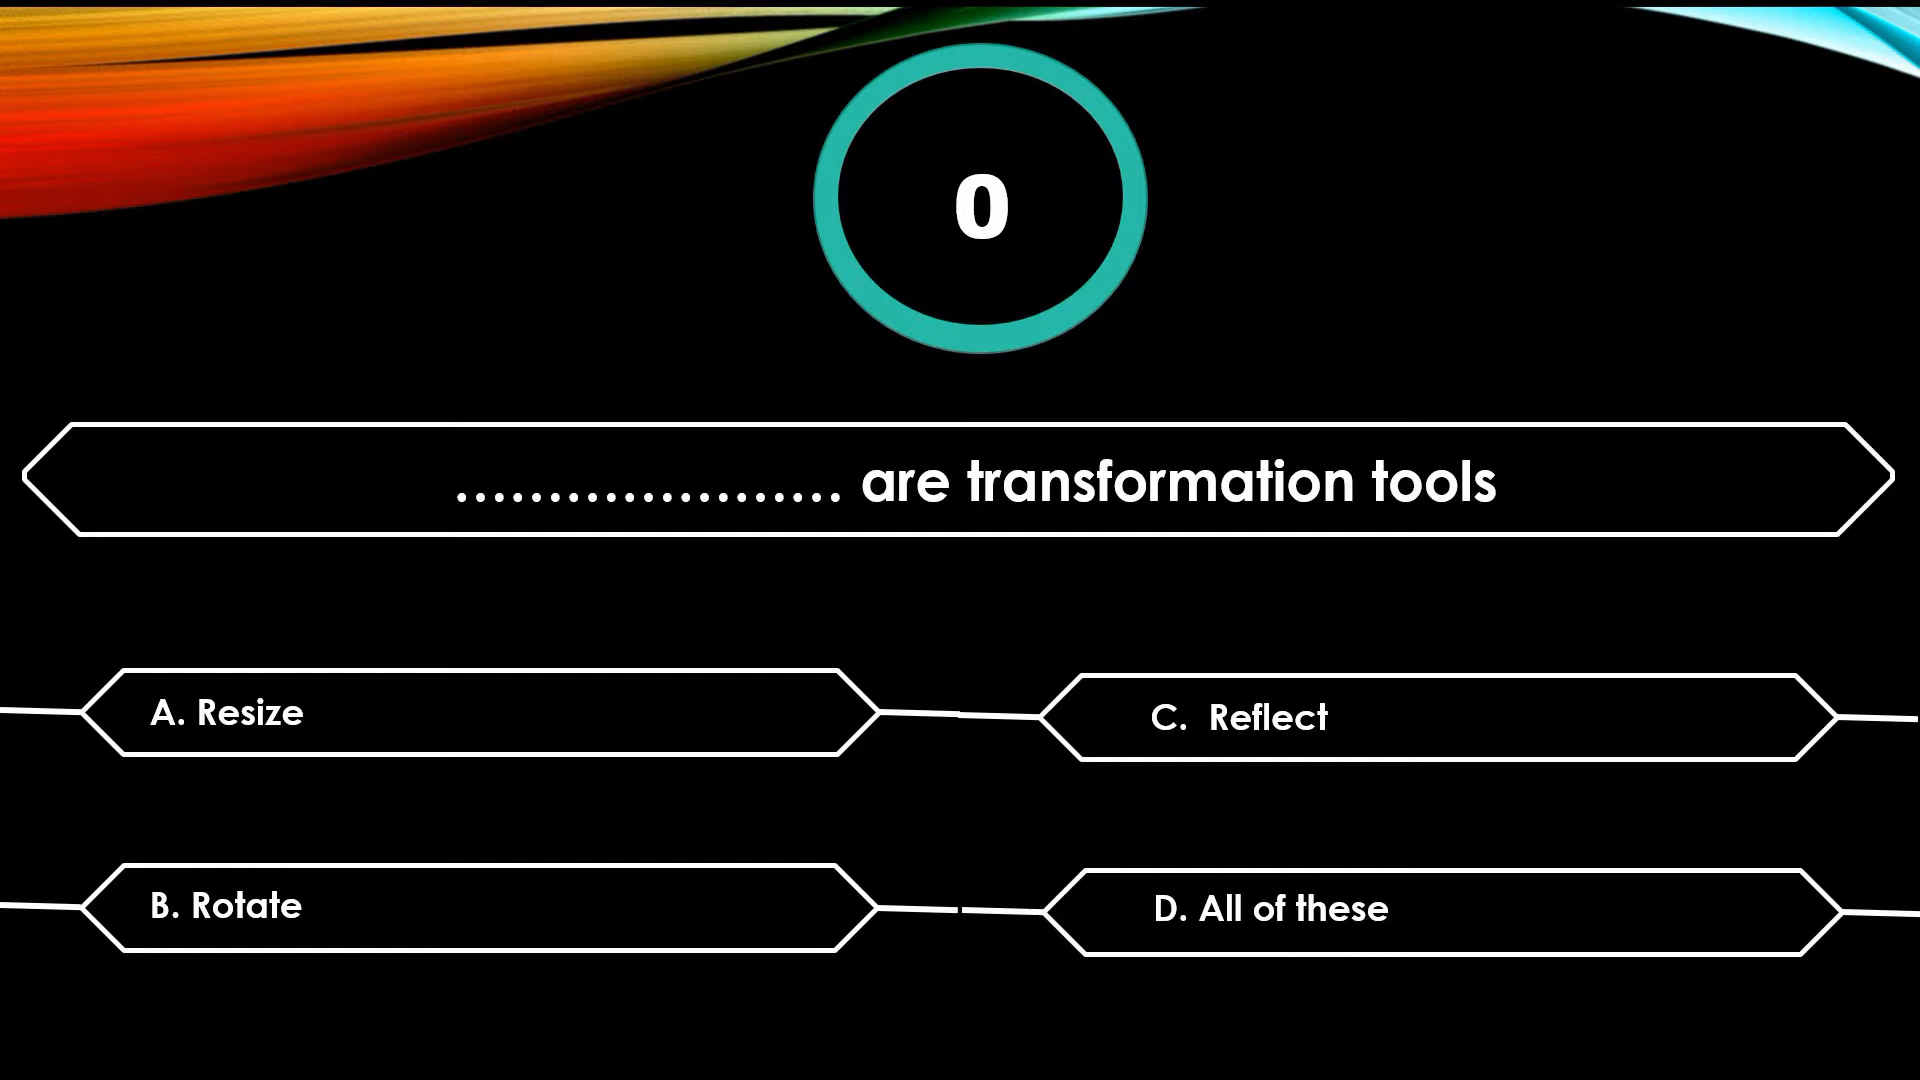 0
..................... are transformation tools
A. Resize
C. Reflect
B. Rotate
D. All of these